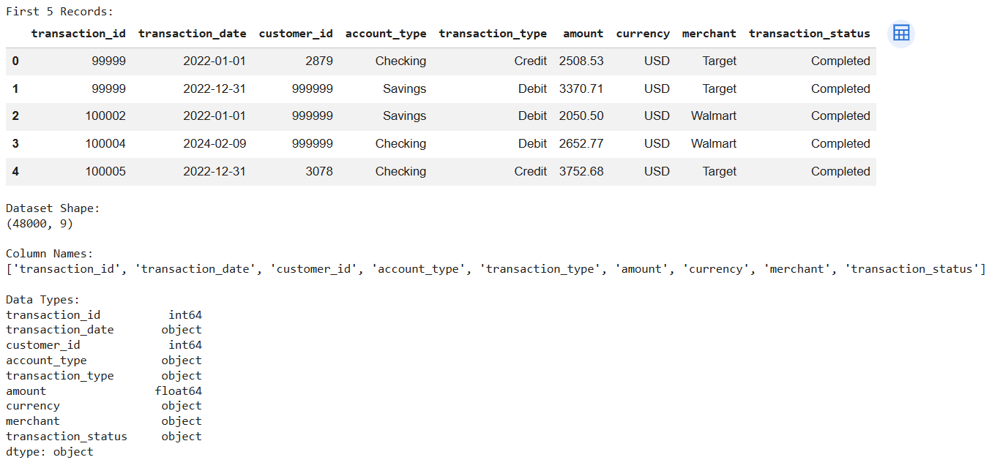 First 5 Records:
transaction_id transaction_date customer_id account_type transaction_type amount currency merchant transaction_status
0 99999 2022-01-01 2879 Checking Credit 2508.53 USD Target Completed
1 99999 2022-12-31 999999 Savings Debit 3370.71 USD Target Completed
2 100002 2022-01-01 999999 Savings Debit 2050.50 USD Walmart Completed
3 100004 2024-02-09 999999 Checking Debit 2652.77 USD Walmart Completed
4 100005 2022-12-31 3078 Checking Credit 3752.68 USD Target Completed
Dataset Shape:
(48000, 9)
Column Names:
['transaction_id', 'transaction_date', 'customer_id', 'account_type', 'transaction_type', 'amount', 'currency', 'merchant', 'transaction_status']
Data Types:
transaction_id int64
transaction_date object
customer_id int64
account_type object
transaction_type object
amount float64
currency object
merchant object
transaction_status object
dtype: object